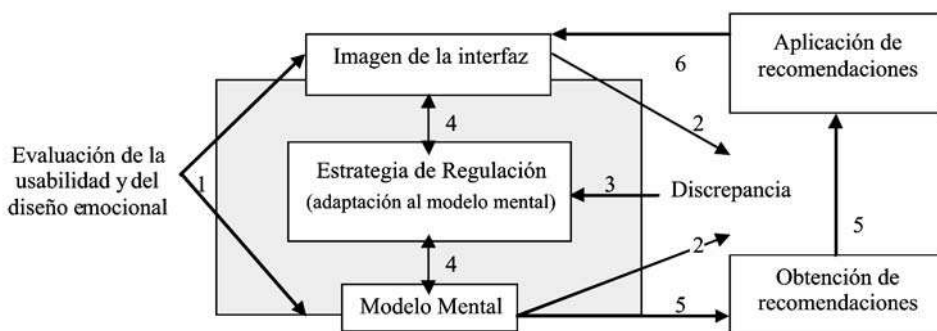 Imagen de la interfaz
Aplicación de
recomendaciones
6
4
2
Evaluación de la
usabilidad y del
diseño emocional
1
Estrategia de Regulación
(adaptación al modelo mental)
3
Discrepancia
4
2
5
Modelo Mental
5
Obtención de
recomendaciones